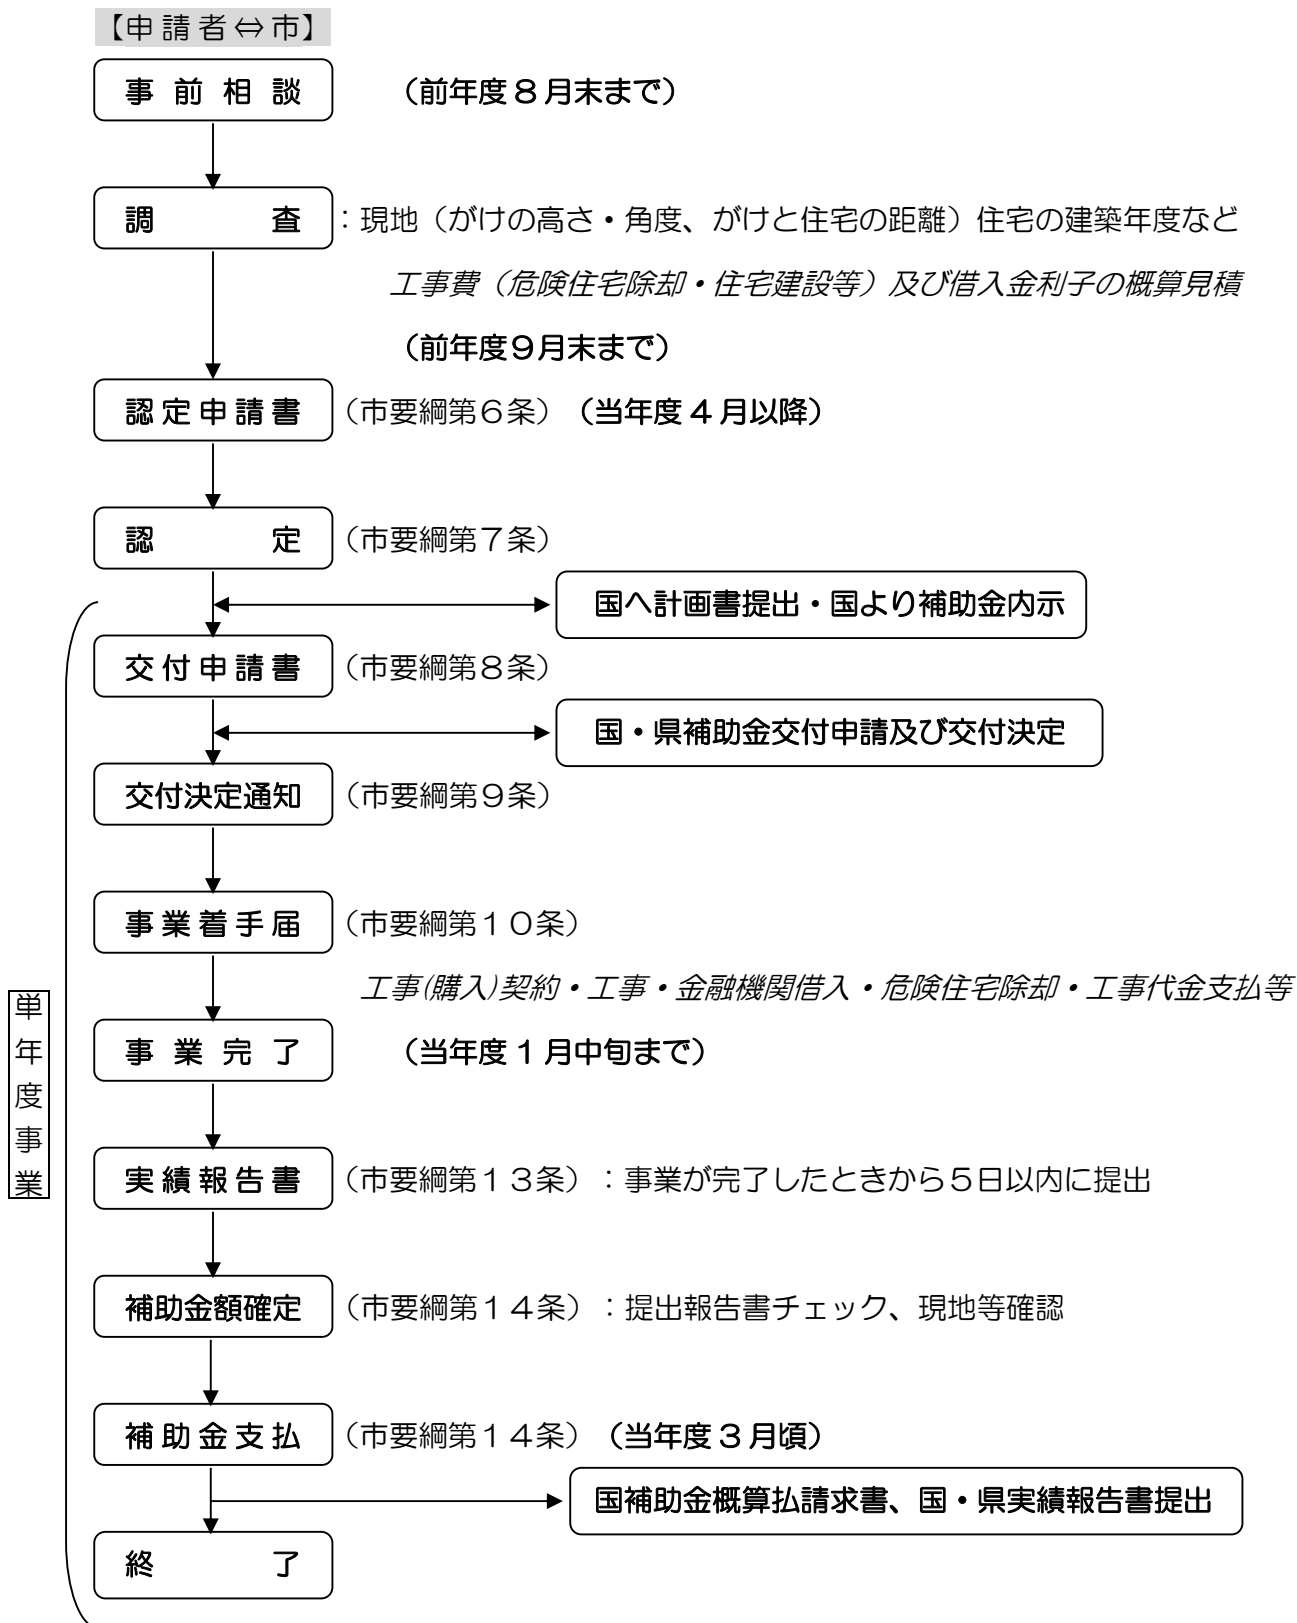 【申請者⇔市】
事前相談 （前年度８月末まで）
調査 ：現地（がけの高さ・角度、がけと住宅の距離）住宅の建築年度など
工事費（危険住宅除却・住宅建設等）及び借入金利子の概算見積
（前年度９月末まで）
認定申請書 （市要綱第６条）（当年度４月以降）
認定 （市要綱第７条）
国へ計画書提出・国より補助金内示
交付申請書 （市要綱第８条）
国・県補助金交付申請及び交付決定
交付決定通知 （市要綱第９条）
事業着手届 （市要綱第１０条）
工事(購入)契約・工事・金融機関借入・危険住宅除却・工事代金支払等
単年度事業
事業完了 （当年度１月中旬まで）
実績報告書 （市要綱第１３条）：事業が完了したときから５日以内に提出
補助金額確定 （市要綱第１４条）：提出報告書チェック、現地等確認
補助金支払 （市要綱第１４条）（当年度３月頃）
国補助金概算払請求書、国・県実績報告書提出
終了